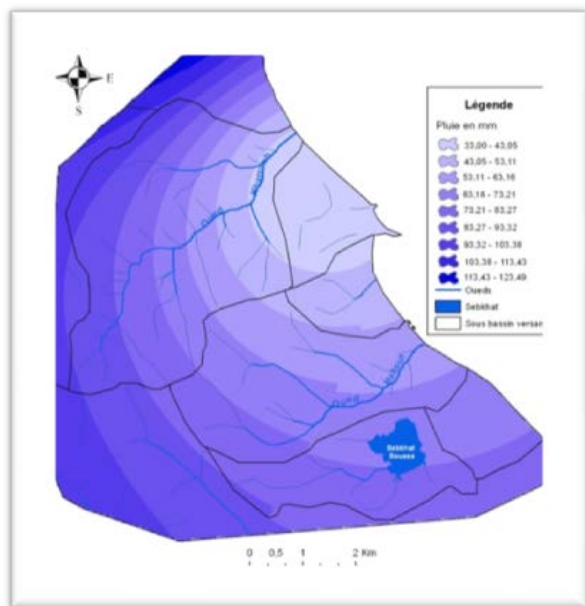 E
S
Légende
Pluie en mm
33,00 - 43,05
43,05 - 53,11
53,11 - 63,16
63,16 - 73,21
73,21 - 83,27
83,27 - 93,32
93,32 - 103,38
103,38 - 113,43
113,43 - 123,49
Oueds
Sebkhat
Sous bassin versan
Oued
Oued
Sebkhat
0 0,5 1 2 Km